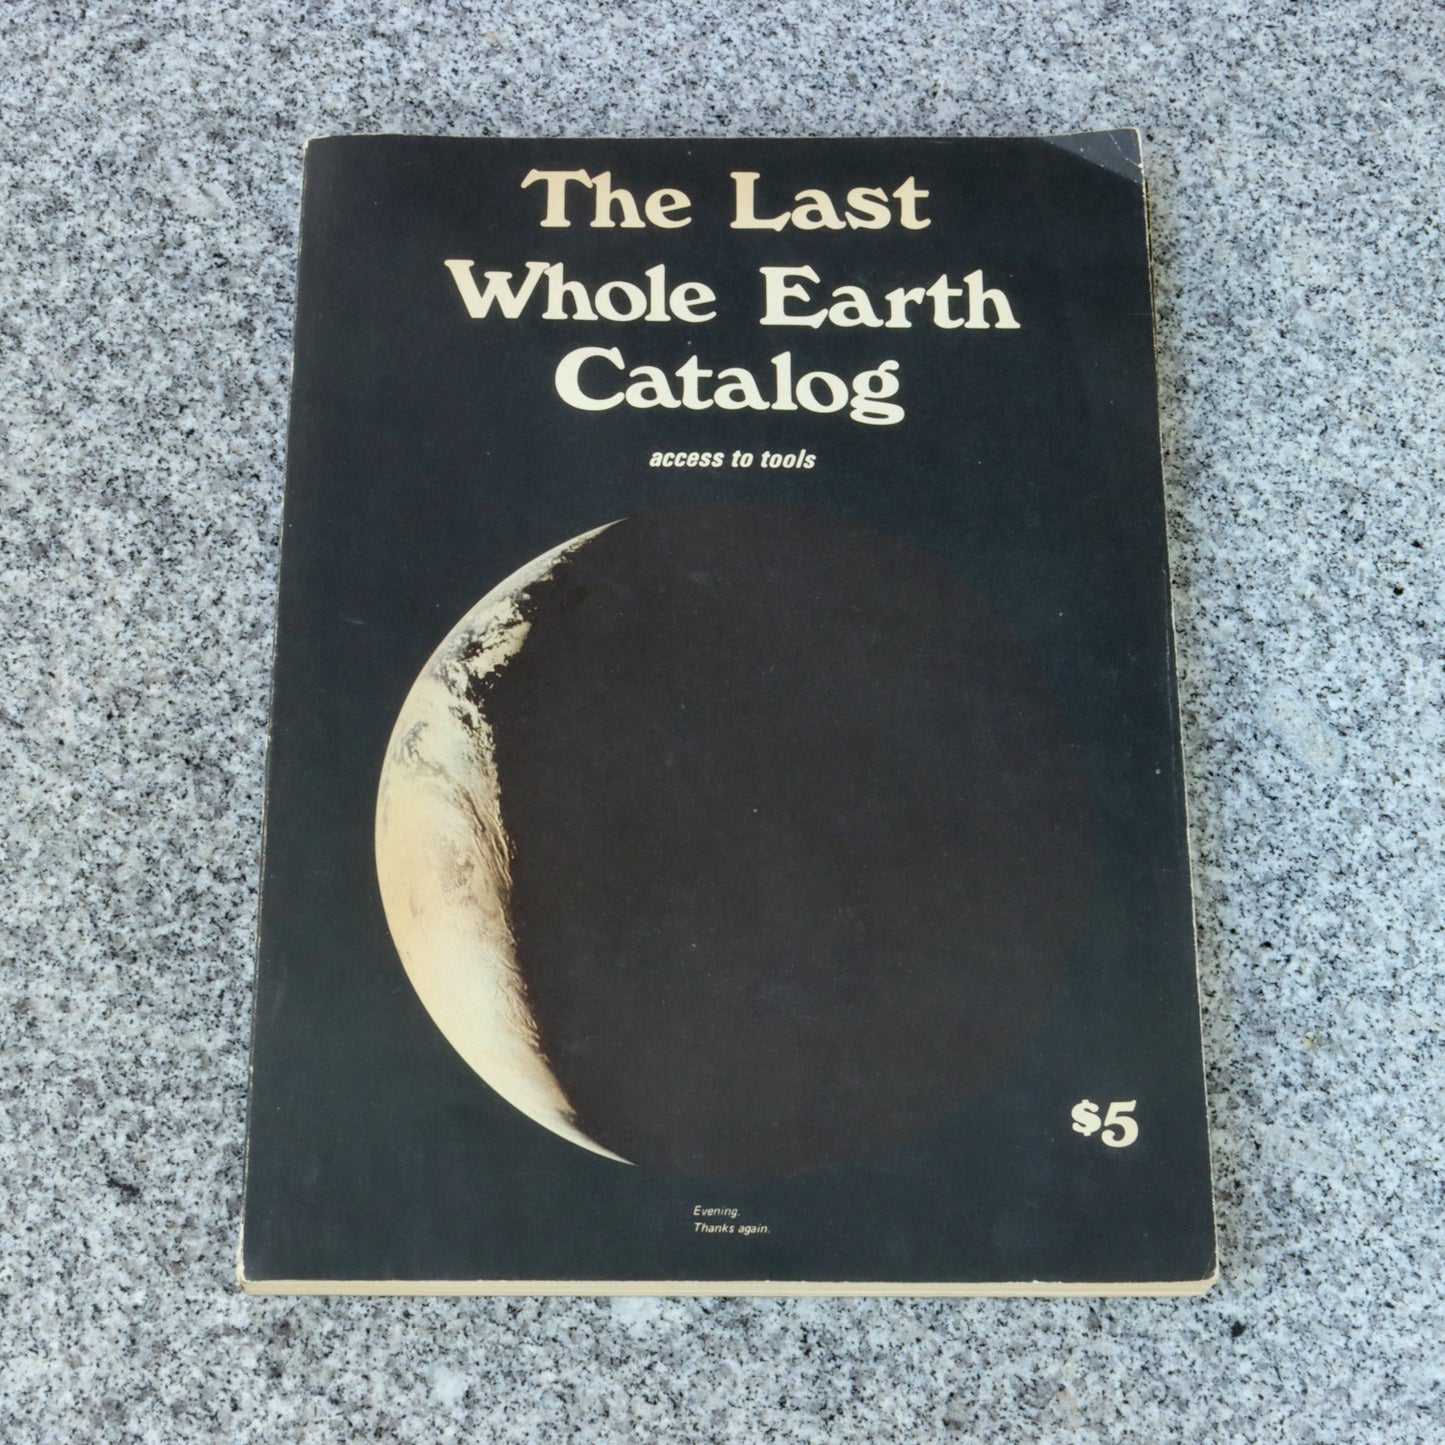 The Last
Whole Earth
Catalog
access to tools
$5
Evening.
Thanks again.